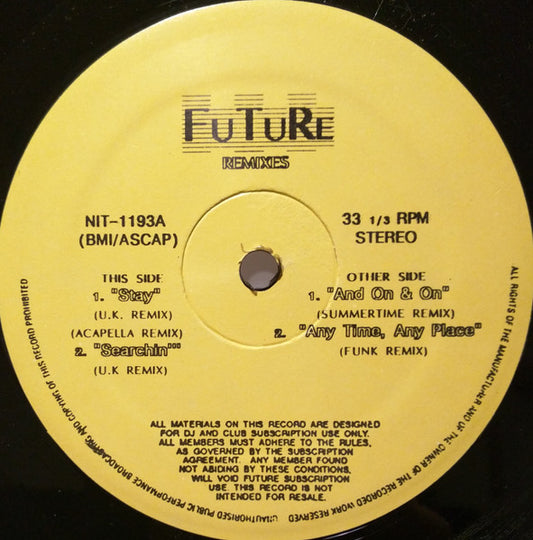 FuTuRe
REMIXES
NIT-1193A
(BMI/ASCAP)
33 1/3 RPM
STEREO
THIS SIDE
1. "Stay"
(U.K. REMIX)
(ACAPELLA REMIX)
2. "Searchin'"
(U.K REMIX)
OTHER SIDE
1. "And On & On"
(SUMMERTIME REMIX)
2. "Any Time, Any Place"
(FUNK REMIX)
ALL MATERIALS ON THIS RECORD ARE DESIGNED
FOR DJ AND CLUB SUBSCRIPTION USE ONLY.
ALL MEMBERS MUST ADHERE TO THE RULES,
AS GOVERNED BY THE SUBSCRIPTION
AGREEMENT. ANY MEMBER FOUND
NOT ABIDING BY THESE CONDITIONS,
WILL VOID FUTURE SUBSCRIPTION
USE. THIS RECORD IS NOT
INTENDED FOR RESALE.
ALL RIGHTS OF THE MANUFACTURER AND OF THE OWNER OF THE RECORDED WORK RESERVED UNAUTHORISED PUBLIC PERFORMANCE BROADCASTING AND COPYING OF THIS RECORD PROHIBITED